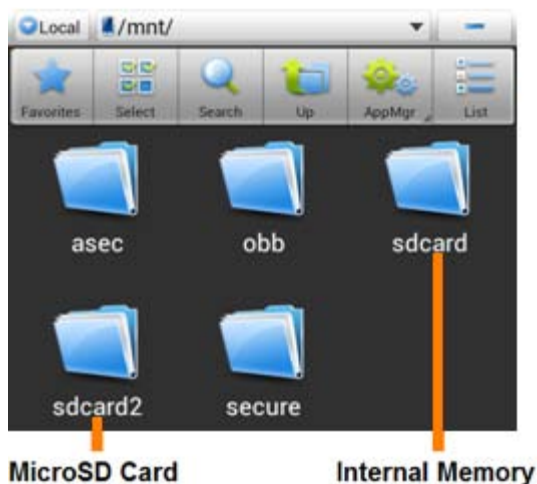 Local /mnt/
Favorites Select Search Up AppMgr List
asec obb sdcard
sdcard2 secure
MicroSD Card Internal Memory